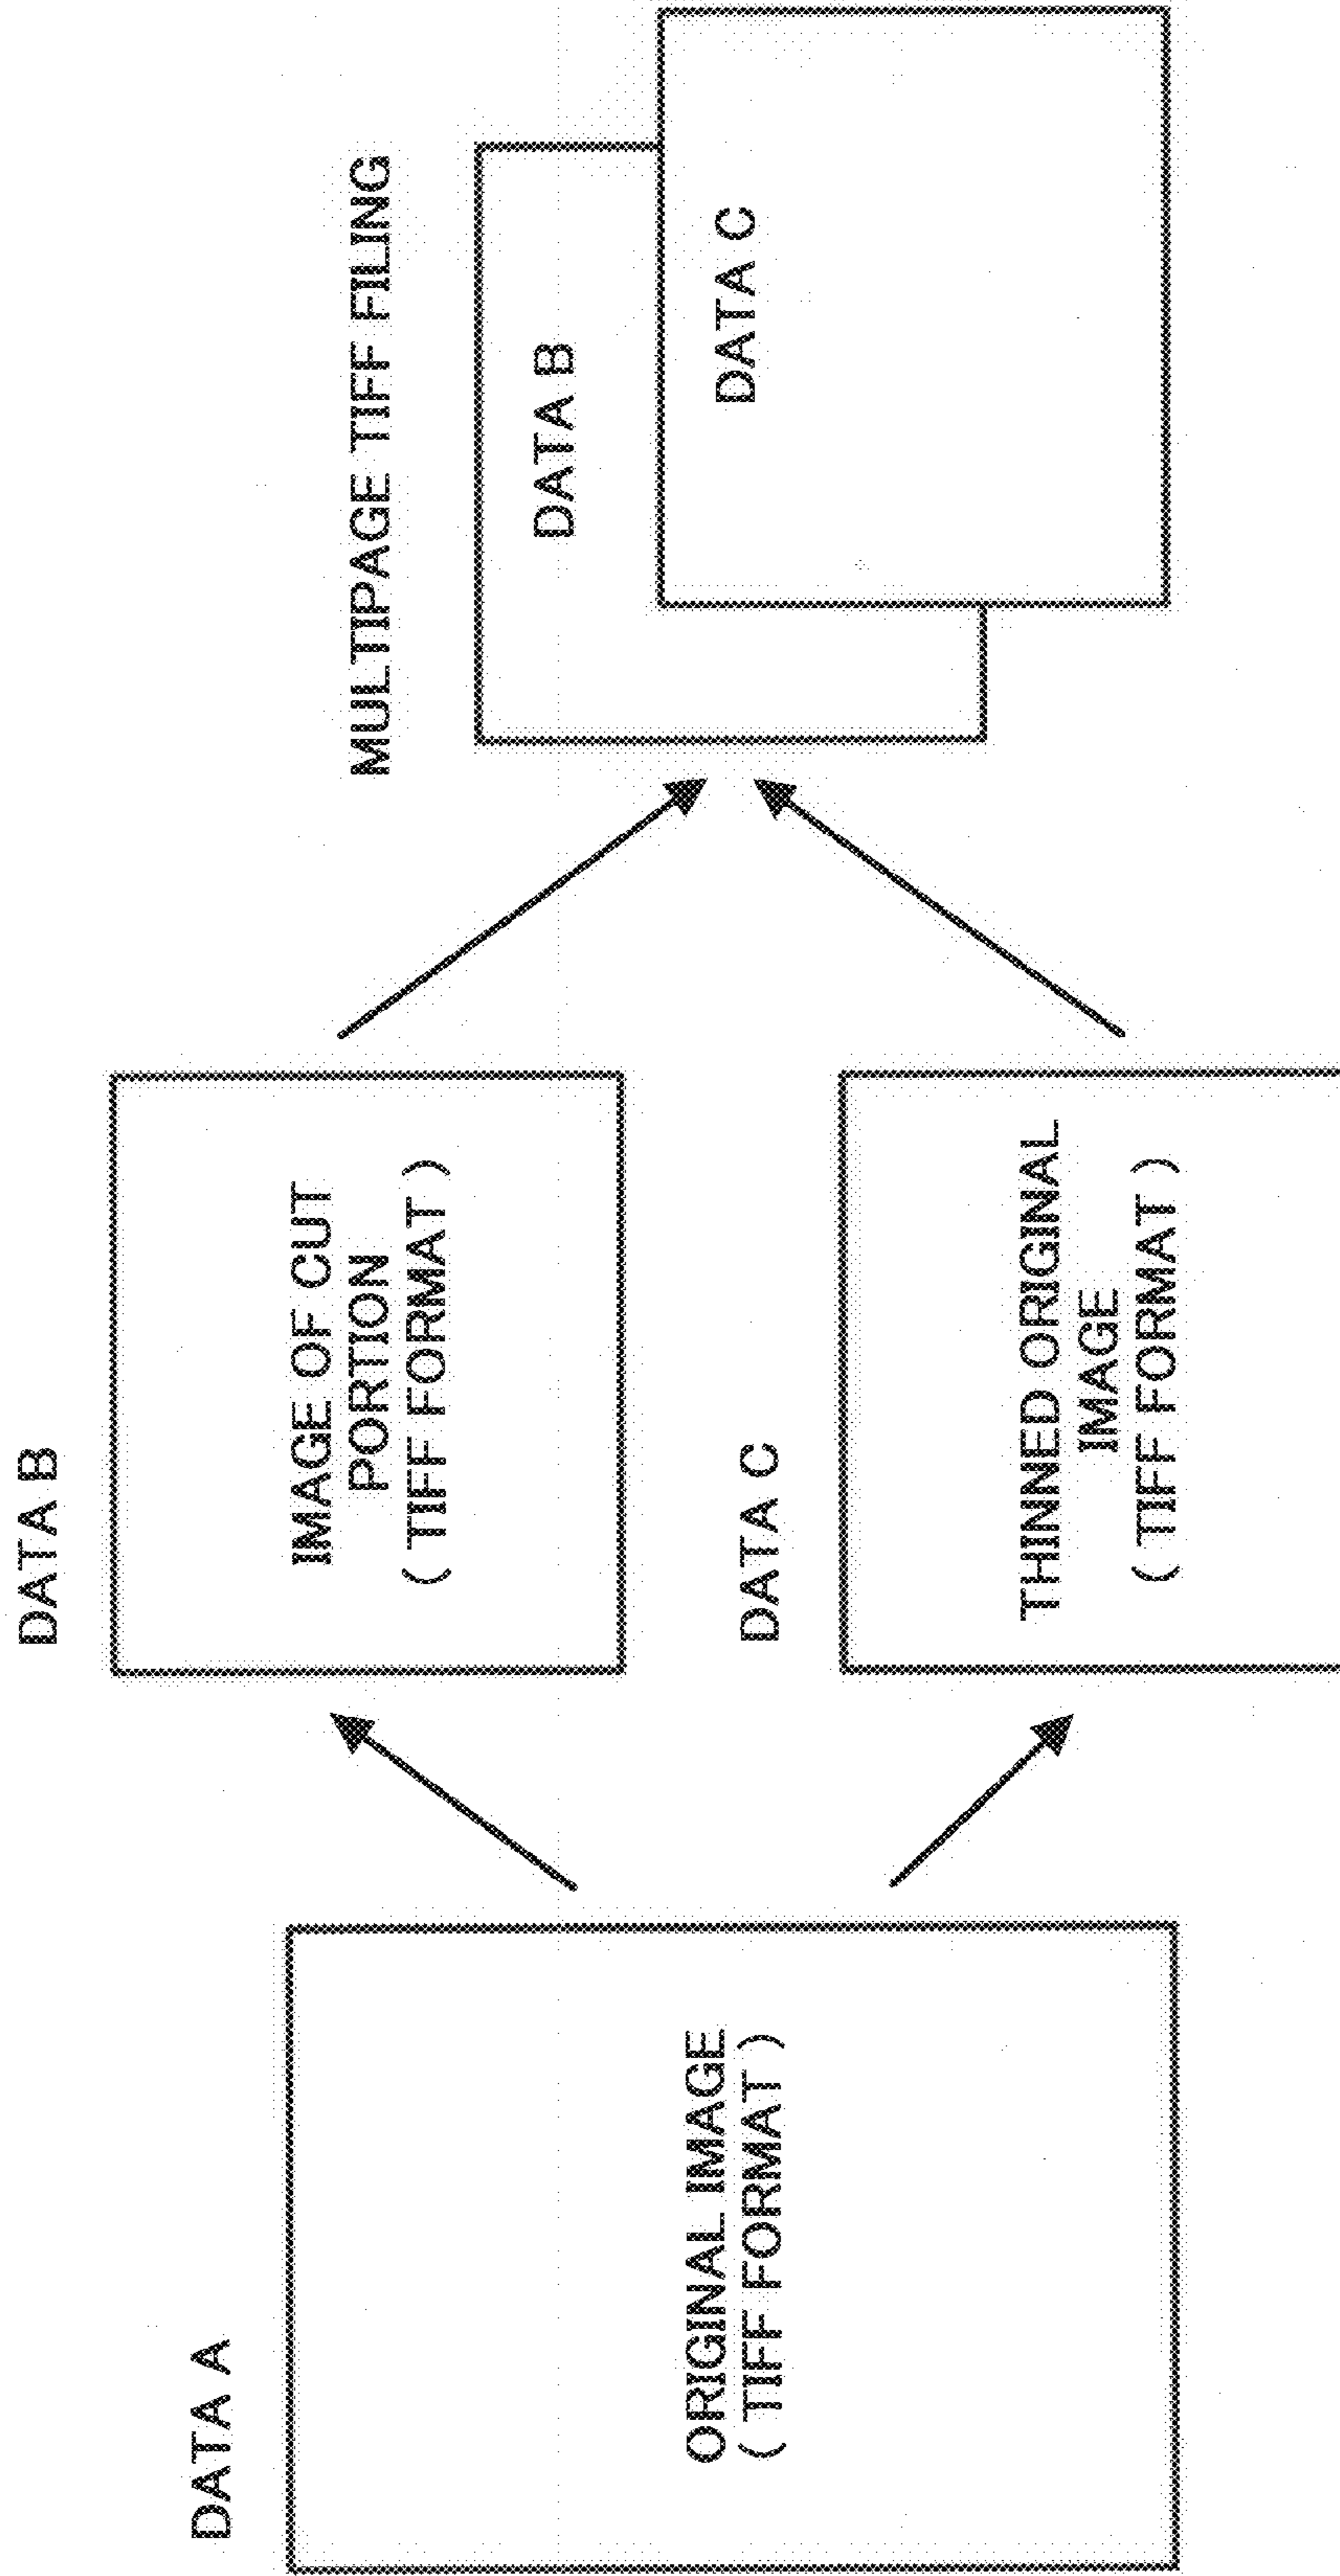 DATA A
ORIGINAL IMAGE
( TIFF FORMAT )
DATA B
IMAGE OF CUT
PORTION
( TIFF FORMAT )
DATA C
THINNED ORIGINAL
IMAGE
( TIFF FORMAT )
MULTIPAGE TIFF FILING
DATA B
DATA C